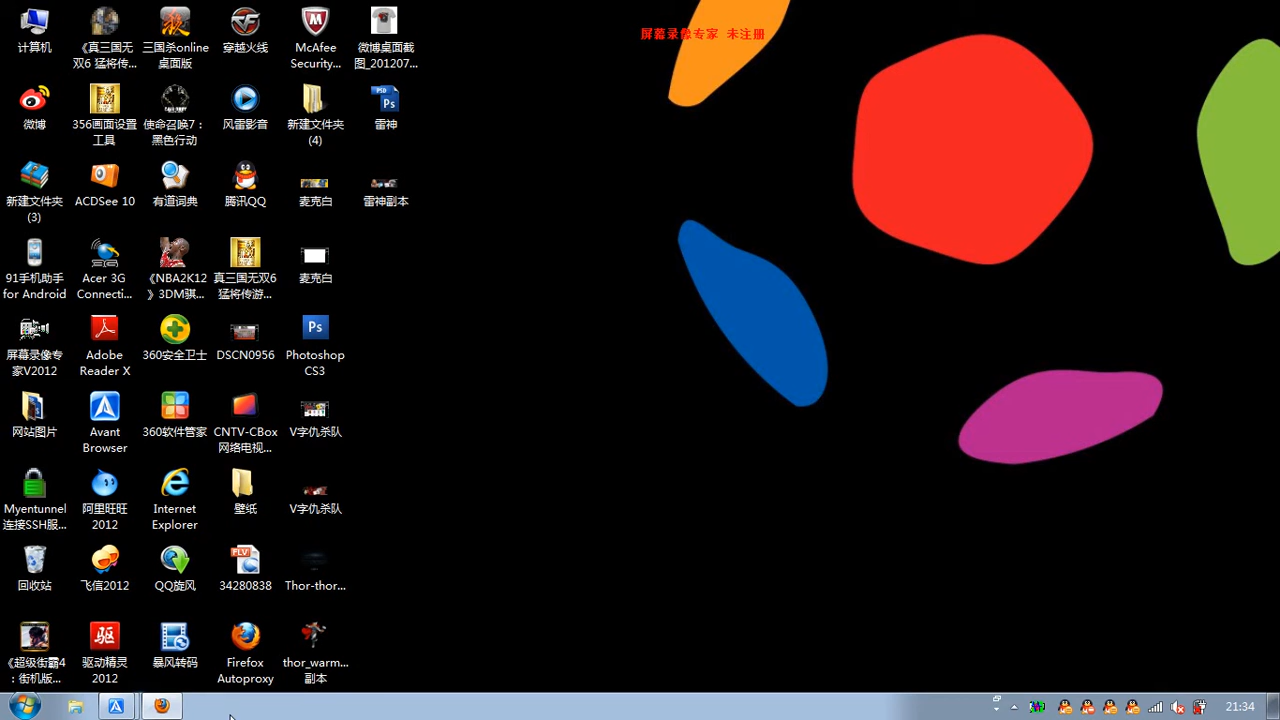 屏幕录像专家 未注册
计算机
《真三国无
双6 猛将传...
三国杀online
桌面版
穿越火线
McAfee
Security...
微博桌面截
图_201207...
微博
356画面设置
工具
使命召唤7：
黑色行动
风雷影音
新建文件夹
(4)
雷神
新建文件夹
(3)
ACDSee 10
有道词典
腾讯QQ
麦克白
雷神副本
91手机助手
for Android
Acer 3G
Connecti...
《NBA2K12
》3DM骐...
真三国无双6
猛将传游...
麦克白
屏幕录像专
家V2012
Adobe
Reader X
360安全卫士
DSCN0956
Photoshop
CS3
网站图片
Avant
Browser
360软件管家
CNTV-CBox
网络电视...
V字仇杀队
Myentunnel
连接SSH服...
阿里旺旺
2012
Internet
Explorer
壁纸
V字仇杀队
回收站
飞信2012
QQ旋风
34280838
Thor-thor...
《超级街霸4
：街机版...
驱动精灵
2012
暴风转码
Firefox
Autoproxy
thor_warm...
副本
21:34